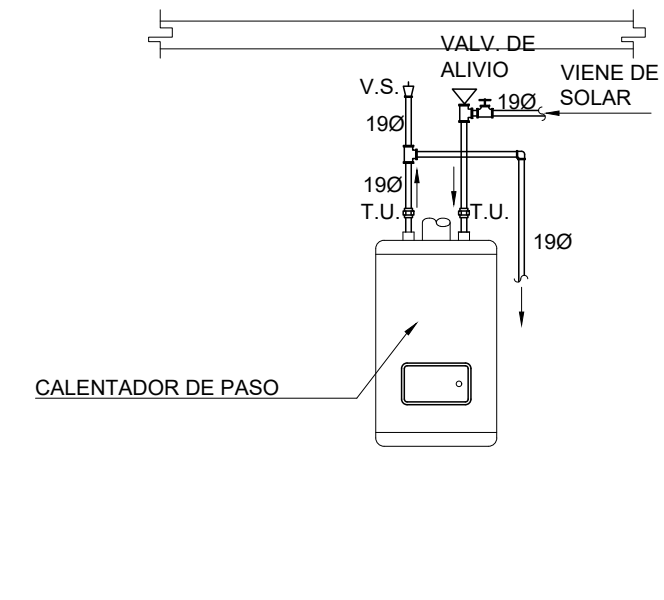 VALV. DE
ALIVIO
VIENE DE
SOLAR
V.S.
19Ø
19Ø
19Ø
T.U.
T.U.
19Ø
CALENTADOR DE PASO